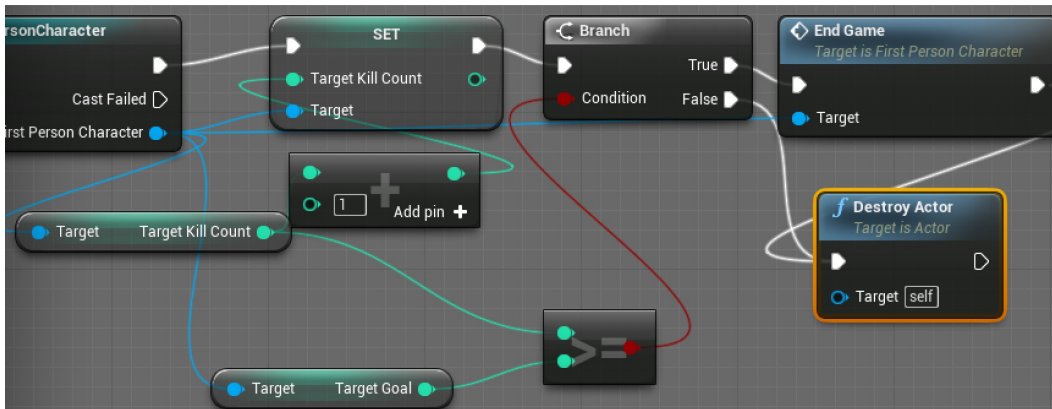 rsonCharacter
Cast Failed
irst Person Character
SET
Target Kill Count
Target
Branch
True
Condition
False
End Game
Target is First Person Character
Target
+
1
Add pin +
Target
Target Kill Count
f Destroy Actor
Target is Actor
Target self
>=
Target
Target Goal